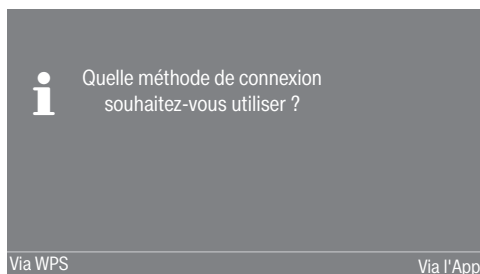 Quelle méthode de connexion
souhaitez-vous utiliser ?
Via WPS
Via l'App